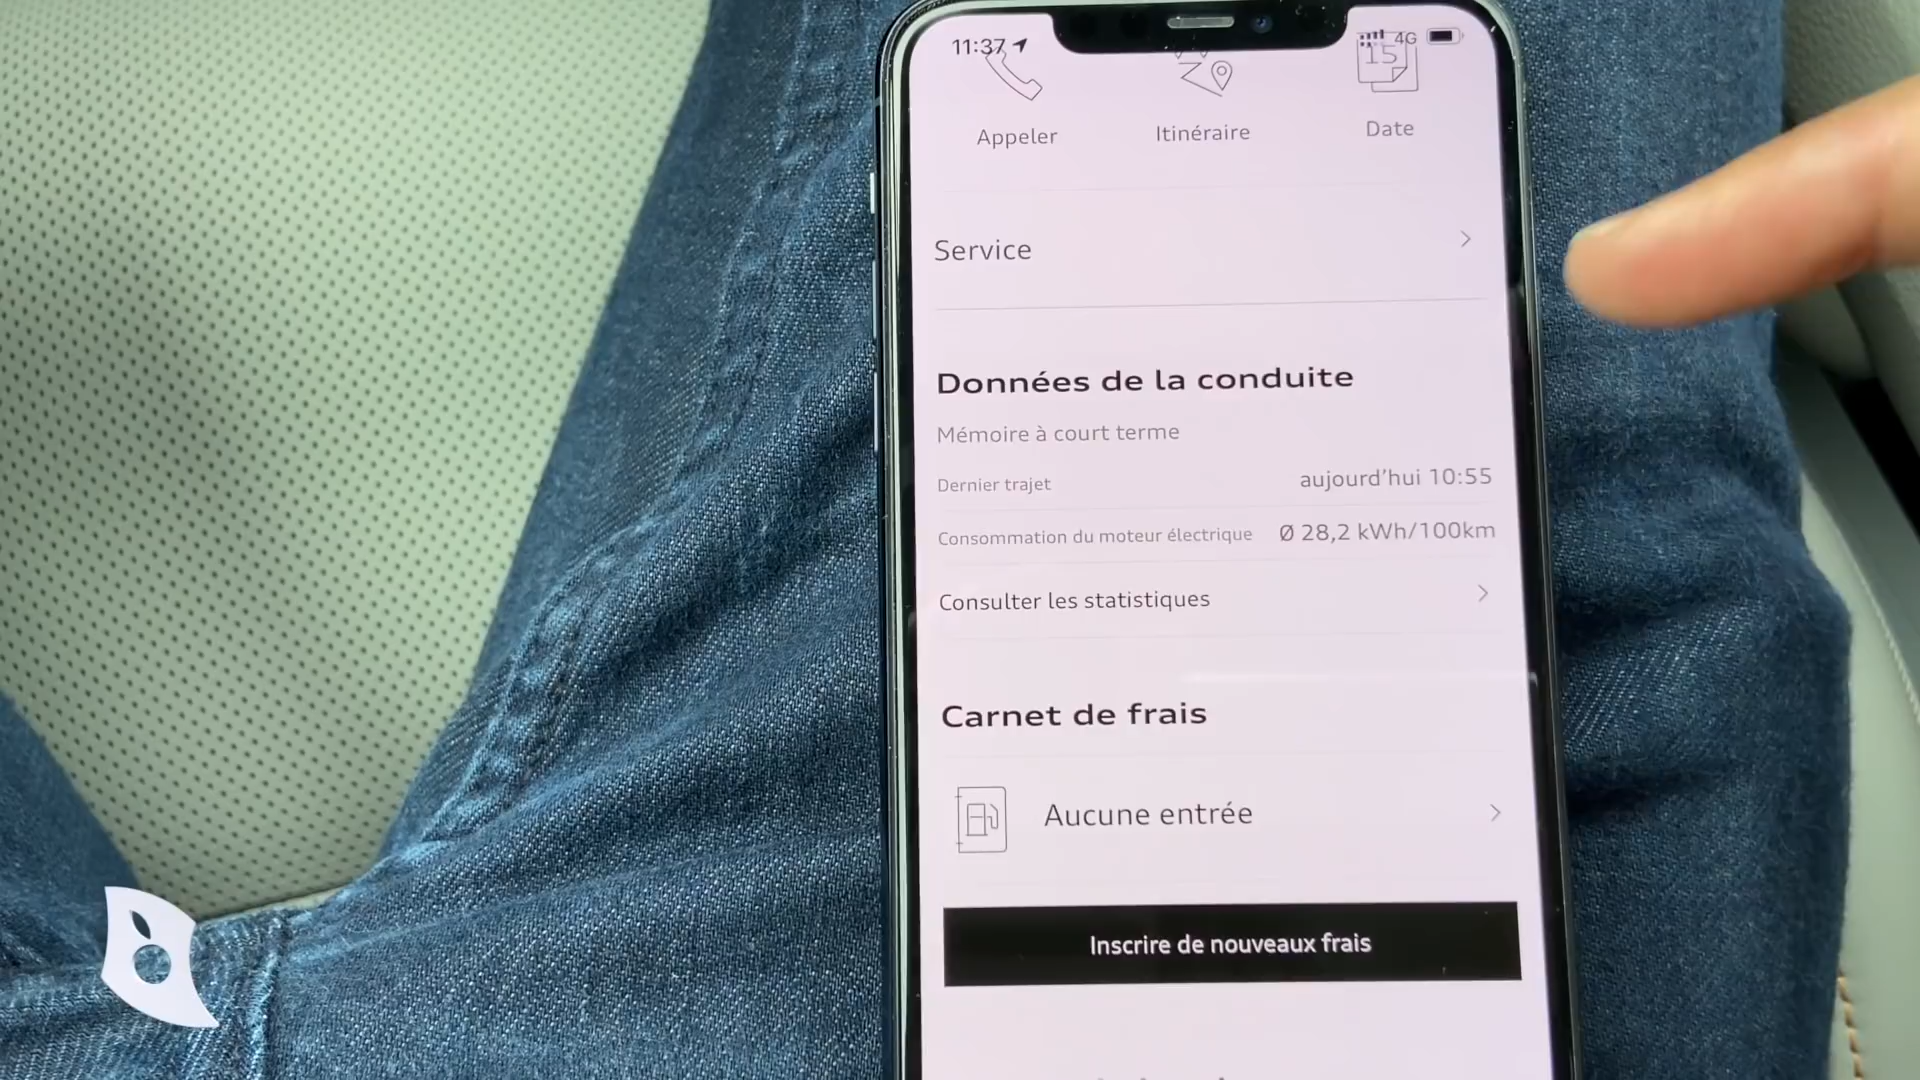 11:37
4G
15
Appeler
Itinéraire
Date
Service
Données de la conduite
Mémoire à court terme
Dernier trajet aujourd'hui 10:55
Consommation du moteur électrique Ø 28,2 kWh/100km
Consulter les statistiques
Carnet de frais
Aucune entrée
Inscrire de nouveaux frais